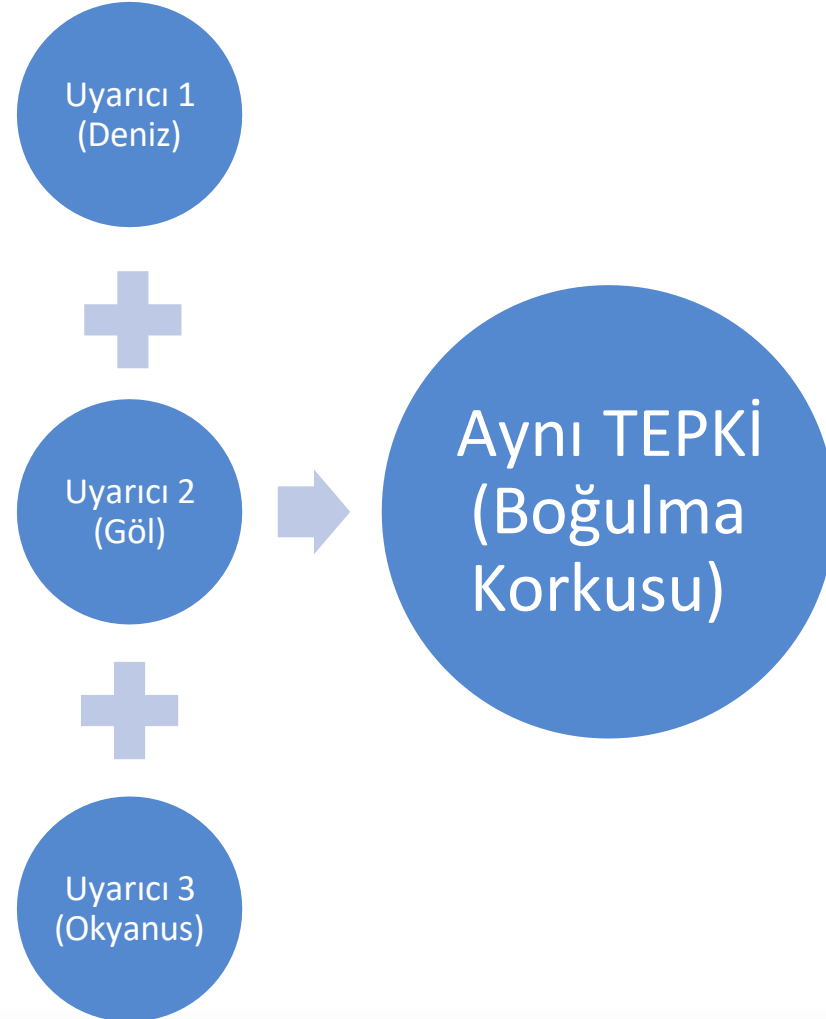 Uyarıcı 1
(Deniz)
Uyarıcı 2
(Göl)
Uyarıcı 3
(Okyanus)
Aynı TEPKİ
(Boğulma
Korkusu)